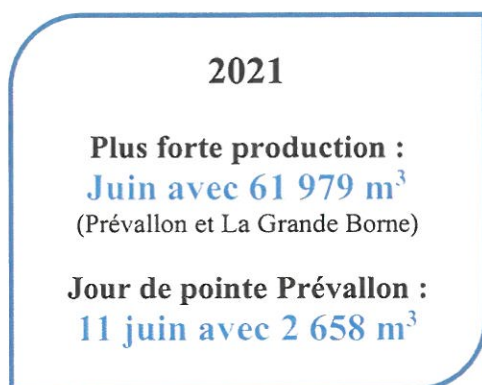 2021
Plus forte production :
Juin avec 61 979 m³
(Prévallon et La Grande Borne)
Jour de pointe Prévallon :
11 juin avec 2 658 m³